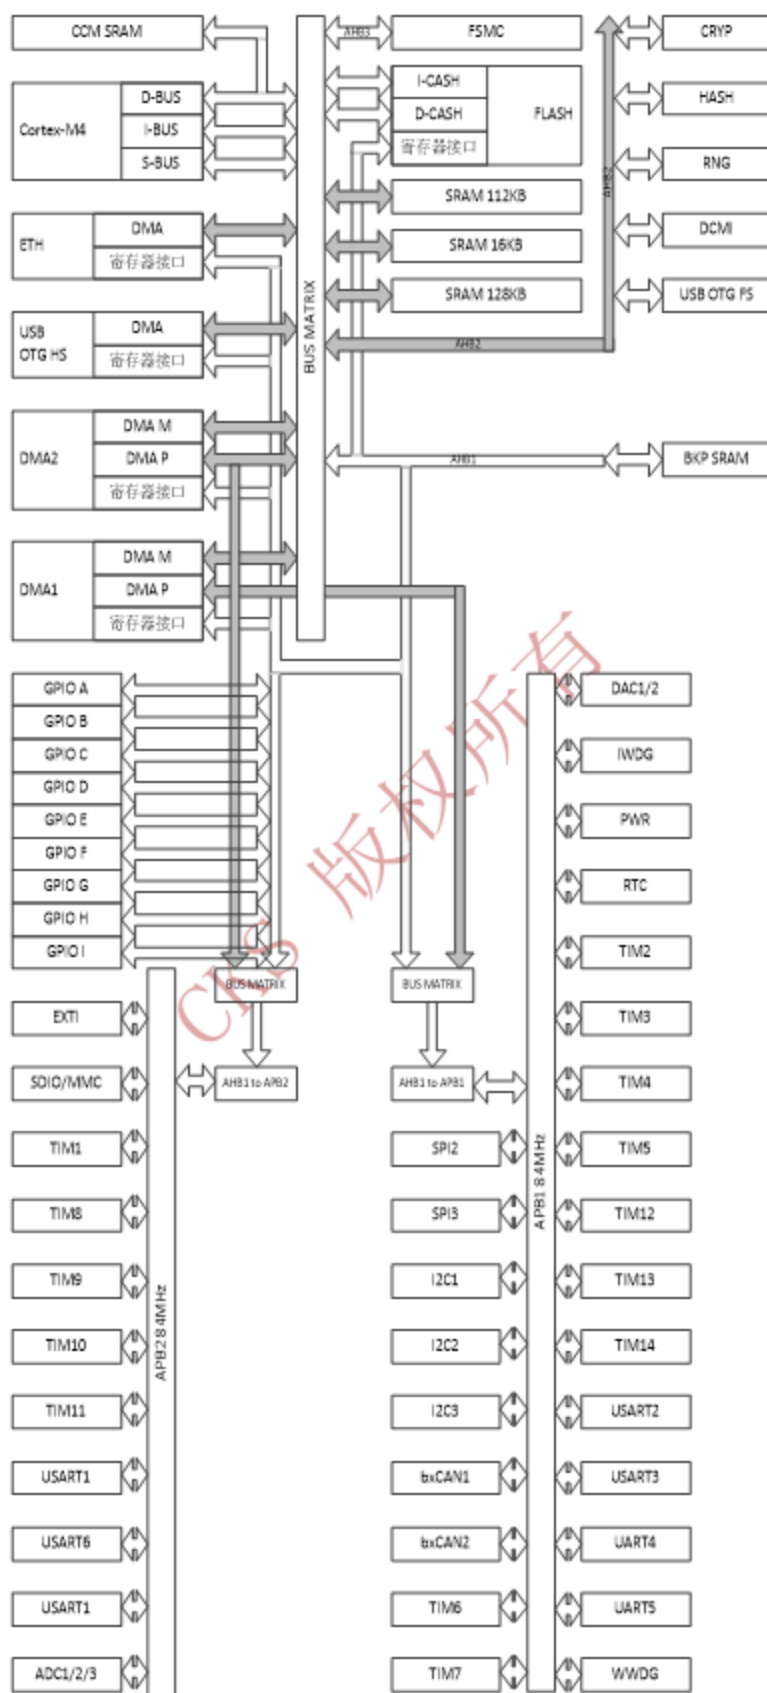 CCM SRAM
AHB3
FSMC
CRYP
Cortex-M4
D-BUS
I-BUS
S-BUS
I-CASH
D-CASH
寄存器接口
FLASH
HASH
RNG
SRAM 112KB
SRAM 16KB
SRAM 128KB
AHB2
DCMI
USB OTG FS
ETH
DMA
寄存器接口
USB
OTG HS
DMA
寄存器接口
BUS MATRIX
AHB2
DMA2
DMA M
DMA P
寄存器接口
AHB1
BKP SRAM
DMA1
DMA M
DMA P
寄存器接口
GPIO A
GPIO B
GPIO C
GPIO D
GPIO E
GPIO F
GPIO G
GPIO H
GPIO I
CKS 版权所有
BUS MATRIX
BUS MATRIX
AHB1 to APB2
AHB1 to APB1
EXTI
SDIO/MMC
TIM1
TIM8
TIM9
TIM10
TIM11
USART1
USART6
USART1
ADC1/2/3
APB284MHz
SPI2
SPI3
I2C1
I2C2
I2C3
bxCAN1
bxCAN2
TIM6
TIM7
APB1 84MHz
DAC1/2
IWDG
PWR
RTC
TIM2
TIM3
TIM4
TIM5
TIM12
TIM13
TIM14
USART2
USART3
UART4
UART5
WWDG